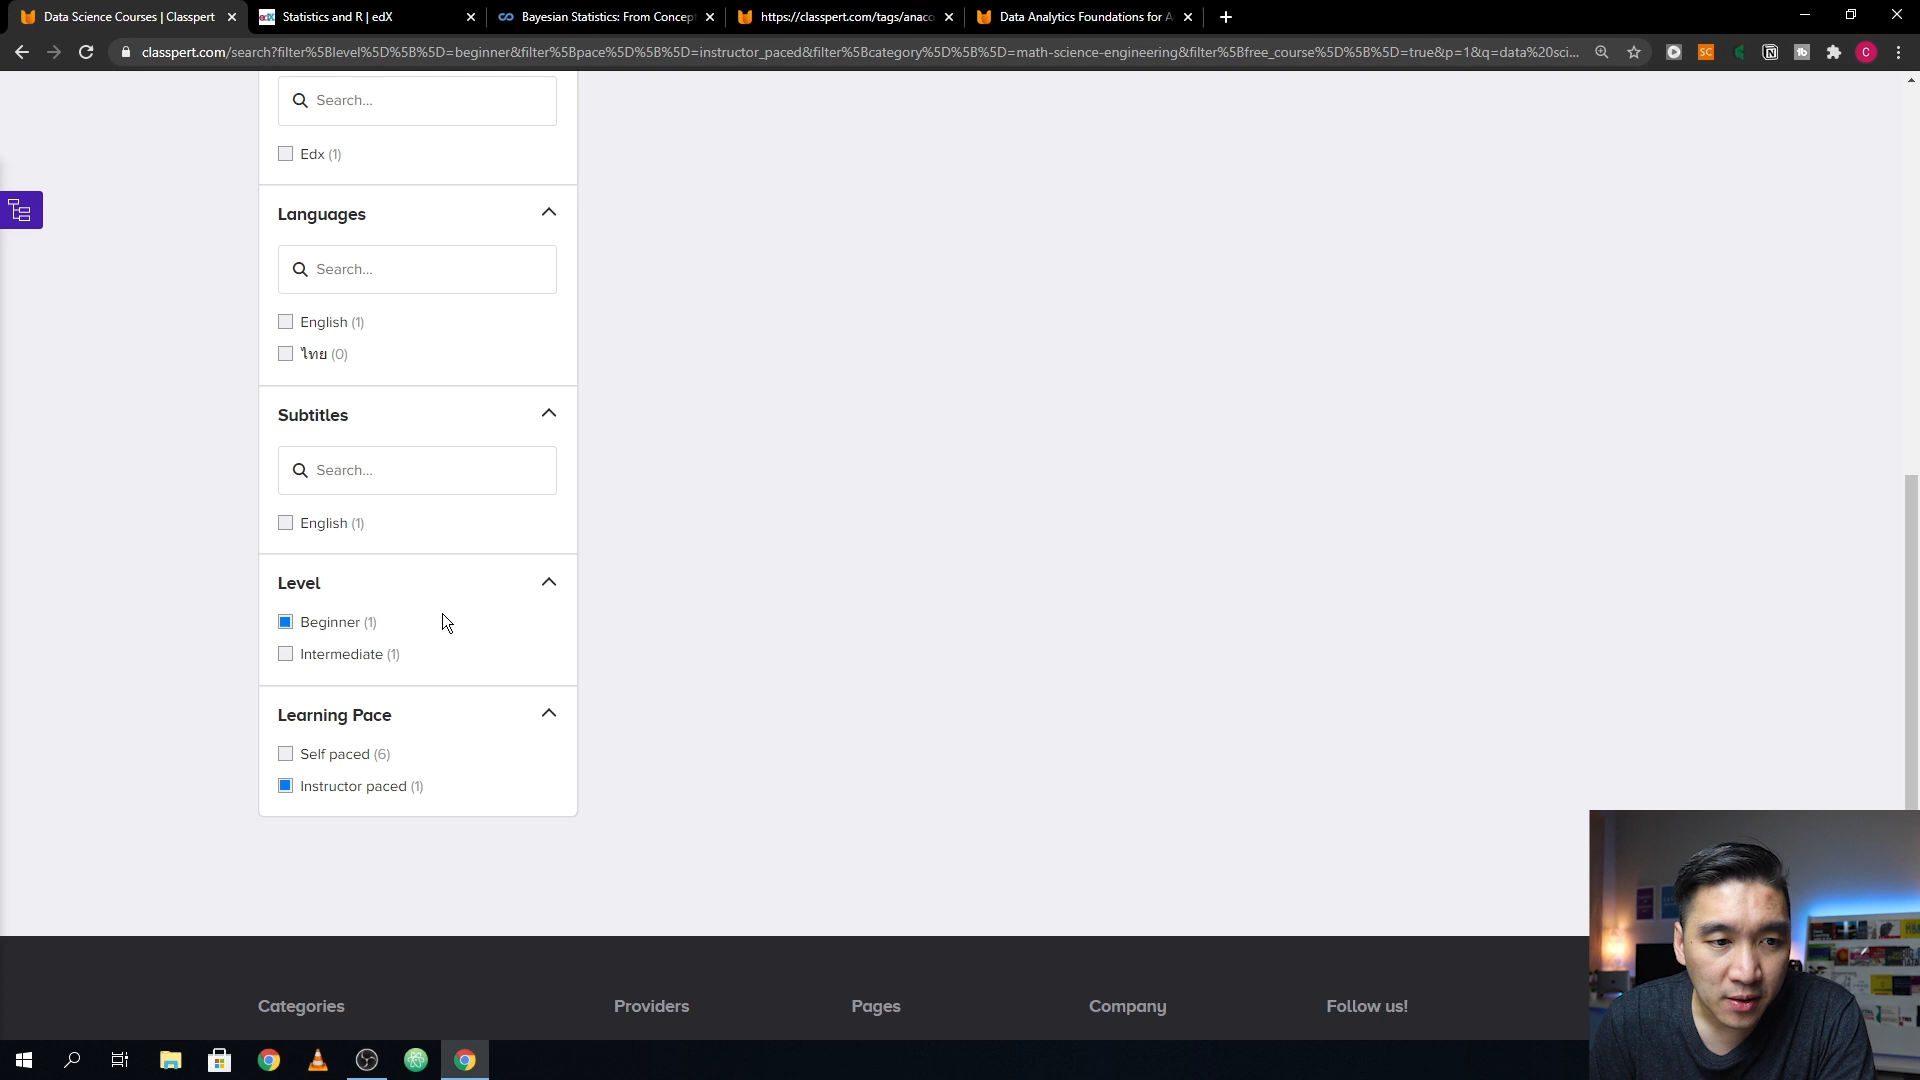 Data Science Courses | Classpert
Statistics and R | edX
Bayesian Statistics: From Concep
https://classpert.com/tags/anaco
Data Analytics Foundations for A
classpert.com/search?filter%5Blevel%5D%5B%5D=beginner&filter%5Bpace%5D%5B%5D=instructor_paced&filter%5Bcategory%5D%5B%5D=math-science-engineering&filter%5Bfree_course%5D%5B%5D=true&p=1&q=data%20sci...
SC
C
Search...
Edx (1)
Languages
Search...
English (1)
ไทย (0)
Subtitles
Search...
English (1)
Level
Beginner (1)
Intermediate (1)
Learning Pace
Self paced (6)
Instructor paced (1)
Categories
Providers
Pages
Company
Follow us!